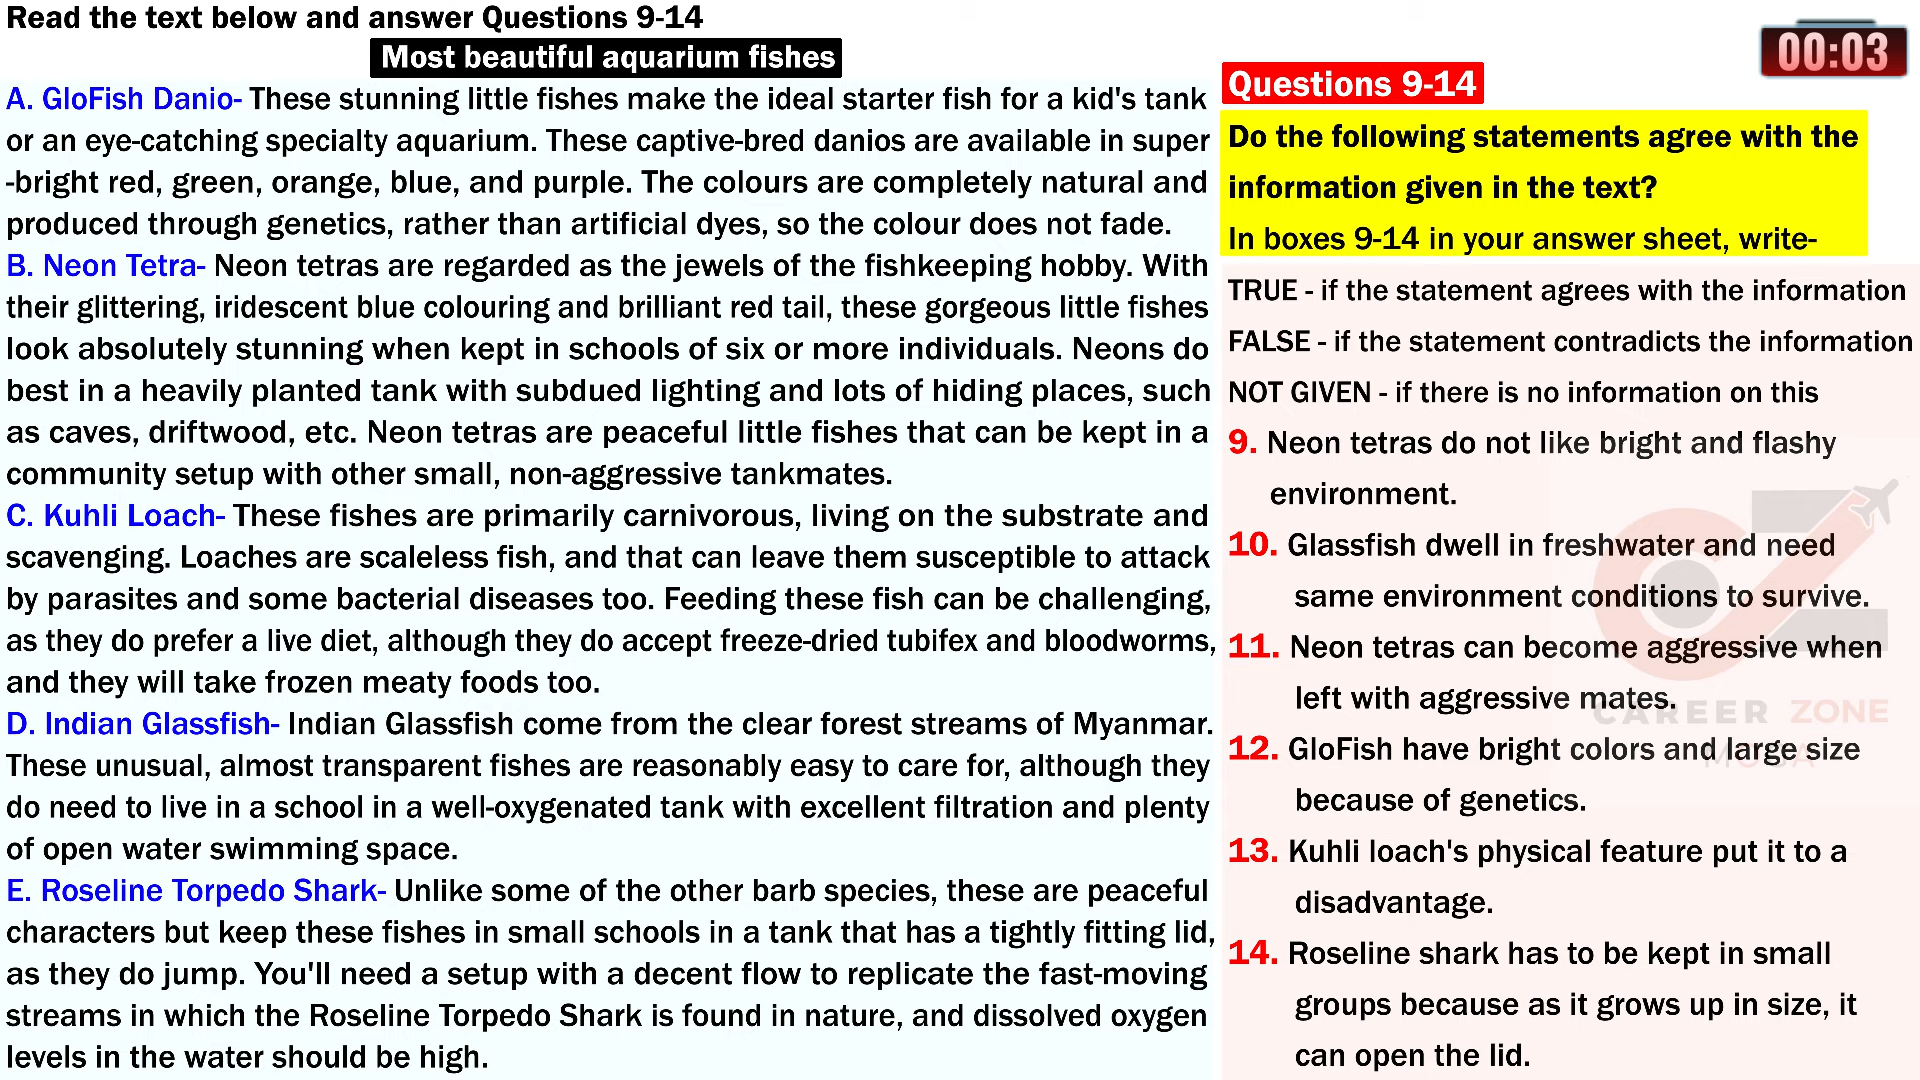 Read the text below and answer Questions 9-14
Most beautiful aquarium fishes
A. GloFish Danio- These stunning little fishes make the ideal starter fish for a kid's tank
or an eye-catching specialty aquarium. These captive-bred danios are available in super
-bright red, green, orange, blue, and purple. The colours are completely natural and
produced through genetics, rather than artificial dyes, so the colour does not fade.
B. Neon Tetra- Neon tetras are regarded as the jewels of the fishkeeping hobby. With
their glittering, iridescent blue colouring and brilliant red tail, these gorgeous little fishes
look absolutely stunning when kept in schools of six or more individuals. Neons do
best in a heavily planted tank with subdued lighting and lots of hiding places, such
as caves, driftwood, etc. Neon tetras are peaceful little fishes that can be kept in a
community setup with other small, non-aggressive tankmates.
C. Kuhli Loach- These fishes are primarily carnivorous, living on the substrate and
scavenging. Loaches are scaleless fish, and that can leave them susceptible to attack
by parasites and some bacterial diseases too. Feeding these fish can be challenging,
as they do prefer a live diet, although they do accept freeze-dried tubifex and bloodworms,
and they will take frozen meaty foods too.
D. Indian Glassfish- Indian Glassfish come from the clear forest streams of Myanmar.
These unusual, almost transparent fishes are reasonably easy to care for, although they
do need to live in a school in a well-oxygenated tank with excellent filtration and plenty
of open water swimming space.
E. Roseline Torpedo Shark- Unlike some of the other barb species, these are peaceful
characters but keep these fishes in small schools in a tank that has a tightly fitting lid,
as they do jump. You'll need a setup with a decent flow to replicate the fast-moving
streams in which the Roseline Torpedo Shark is found in nature, and dissolved oxygen
levels in the water should be high.
00:03
Questions 9-14
Do the following statements agree with the
information given in the text?
In boxes 9-14 in your answer sheet, write-
TRUE - if the statement agrees with the information
FALSE - if the statement contradicts the information
NOT GIVEN - if there is no information on this
9. Neon tetras do not like bright and flashy
environment.
10. Glassfish dwell in freshwater and need
same environment conditions to survive.
11. Neon tetras can become aggressive when
left with aggressive mates.
12. GloFish have bright colors and large size
because of genetics.
13. Kuhli loach's physical feature put it to a
disadvantage.
14. Roseline shark has to be kept in small
groups because as it grows up in size, it
can open the lid.
CAREER ZONE
MOGA